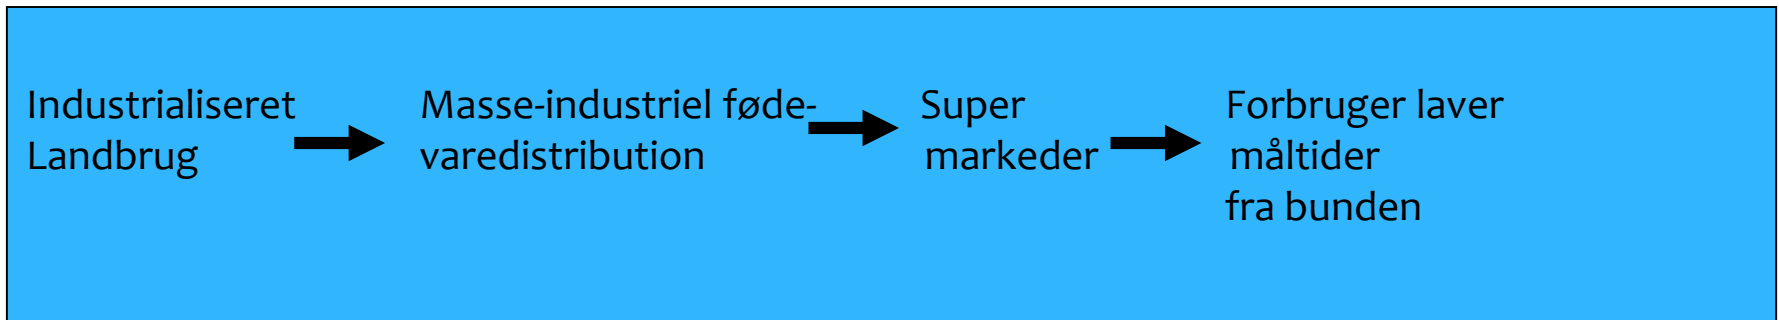 Industrialiseret
Landbrug
Masse-industriel føde-
varedistribution
Super
markeder
Forbruger laver
måltider
fra bunden